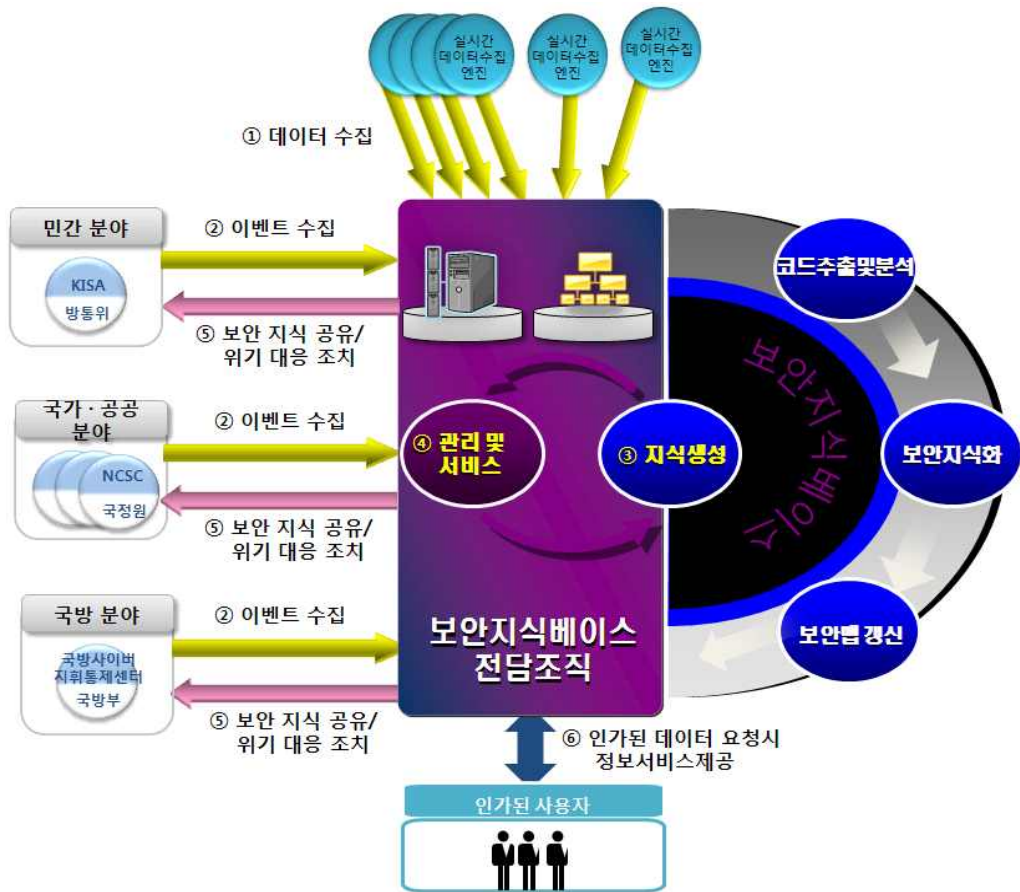 실시간
데이터수집
엔진
실시간
데이터수집
엔진
실시간
데이터수집
엔진
① 데이터 수집
민간 분야
KISA
방통위
② 이벤트 수집
⑤ 보안 지식 공유/
위기 대응 조치
국가 · 공공
분야
NCSC
국정원
② 이벤트 수집
⑤ 보안 지식 공유/
위기 대응 조치
국방 분야
국방사이버
지휘통제센터
국방부
② 이벤트 수집
⑤ 보안 지식 공유/
위기 대응 조치
④ 관리 및
서비스
③ 지식생성
보안지식베이스
전담조직
보안지식베이스
코드추출및분석
보안지식화
보안맵 갱신
⑥ 인가된 데이터 요청시
정보서비스제공
인가된 사용자